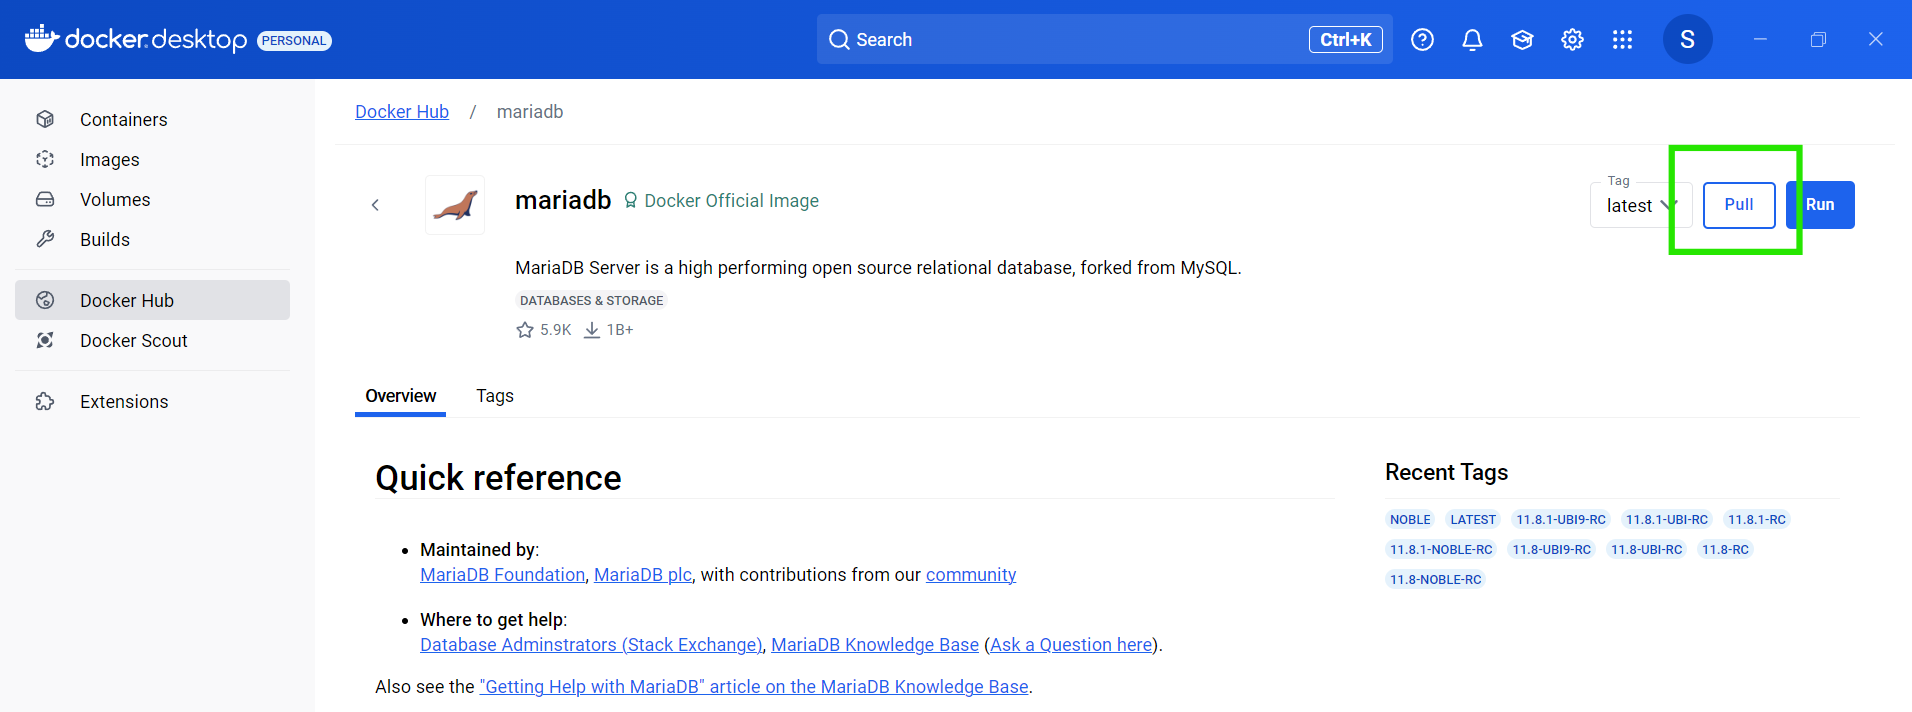 docker.desktop PERSONAL
Search Ctrl+K
S
Containers
Images
Volumes
Builds
Docker Hub
Docker Scout
Extensions
Docker Hub / mariadb
mariadb Docker Official Image
Tag
latest
Pull
Run
MariaDB Server is a high performing open source relational database, forked from MySQL.
DATABASES & STORAGE
5.9K 1B+
Overview Tags
Quick reference
• Maintained by:
MariaDB Foundation, MariaDB plc, with contributions from our community
• Where to get help:
Database Adminstrators (Stack Exchange), MariaDB Knowledge Base (Ask a Question here).
Also see the "Getting Help with MariaDB" article on the MariaDB Knowledge Base.
Recent Tags
NOBLE LATEST 11.8.1-UBI9-RC 11.8.1-UBI-RC 11.8.1-RC
11.8.1-NOBLE-RC 11.8-UBI9-RC 11.8-UBI-RC 11.8-RC
11.8-NOBLE-RC